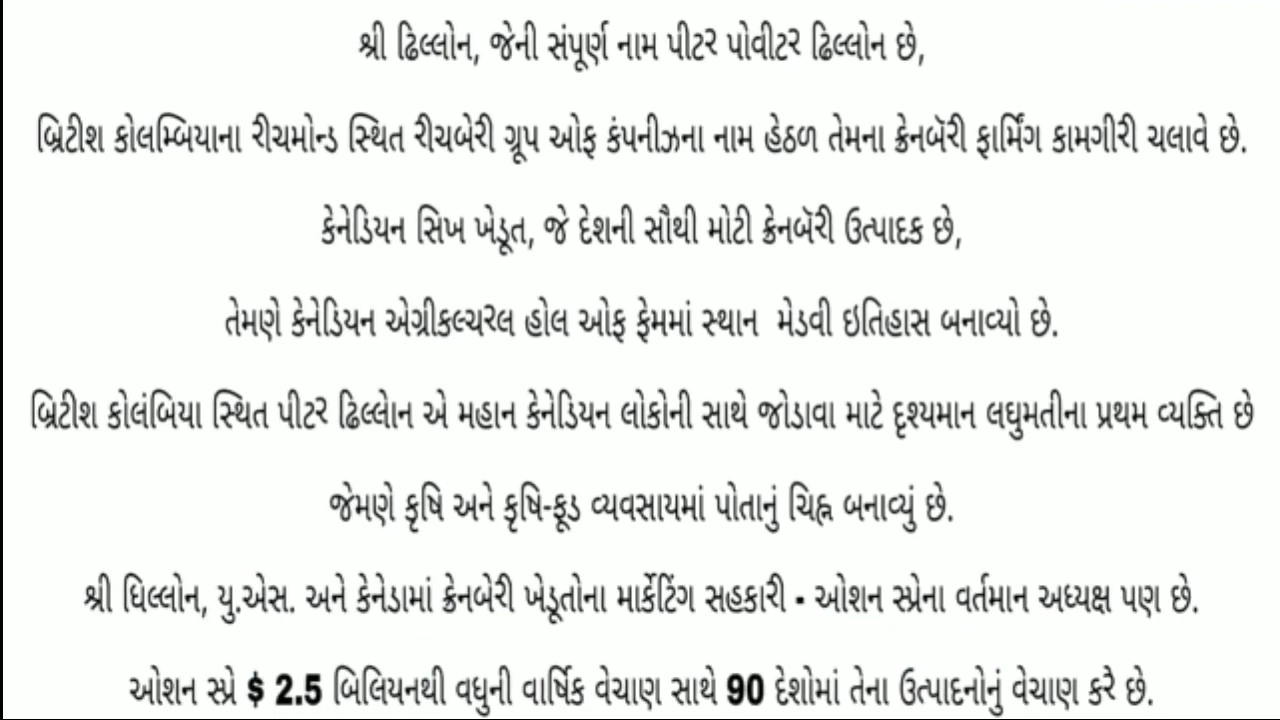 શ્રી ઢિલ્લોન, જેની સંપૂર્ણ નામ પીટર પોવીટર ઢિલ્લોન છે,
બ્રિટીશ કોલમ્બિયાના રીચમોન્ડ સ્થિત રીચબેરી ગ્રૂપ ઓફ કંપનીઝના નામ હેઠળ તેમના ક્રેનબૅરી ફાર્મિંગ કામગીરી ચલાવે છે.
કેનેડિયન સિખ ખેડૂત, જે દેશની સૌથી મોટી ક્રેનબૅરી ઉત્પાદક છે,
તેમણે કેનેડિયન એગ્રીકલ્ચરલ હોલ ઓફ ફેમમાં સ્થાન મેડવી ઇતિહાસ બનાવ્યો છે.
બ્રિટીશ કોલંબિયા સ્થિત પીટર ઢિલ્લેાન એ મહાન કેનેડિયન લોકોની સાથે જોડાવા માટે દૃશ્યમાન લઘુમતીના પ્રથમ વ્યક્તિ છે
જેમણે કૃષિ અને કૃષિ-ફૂડ વ્યવસાયમાં પોતાનું ચિહ્ન બનાવ્યું છે.
શ્રી ધિલ્લોન, યુ.એસ. અને કેનેડામાં ક્રેનબેરી ખેડૂતોના માર્કેટિંગ સહકારી - ઓશન સ્પ્રેના વર્તમાન અધ્યક્ષ પણ છે.
ઓશન સ્પ્રે $ 2.5 બિલિયનથી વધુની વાર્ષિક વેચાણ સાથે 90 દેશોમાં તેના ઉત્પાદનોનું વેચાણ કરે છે.